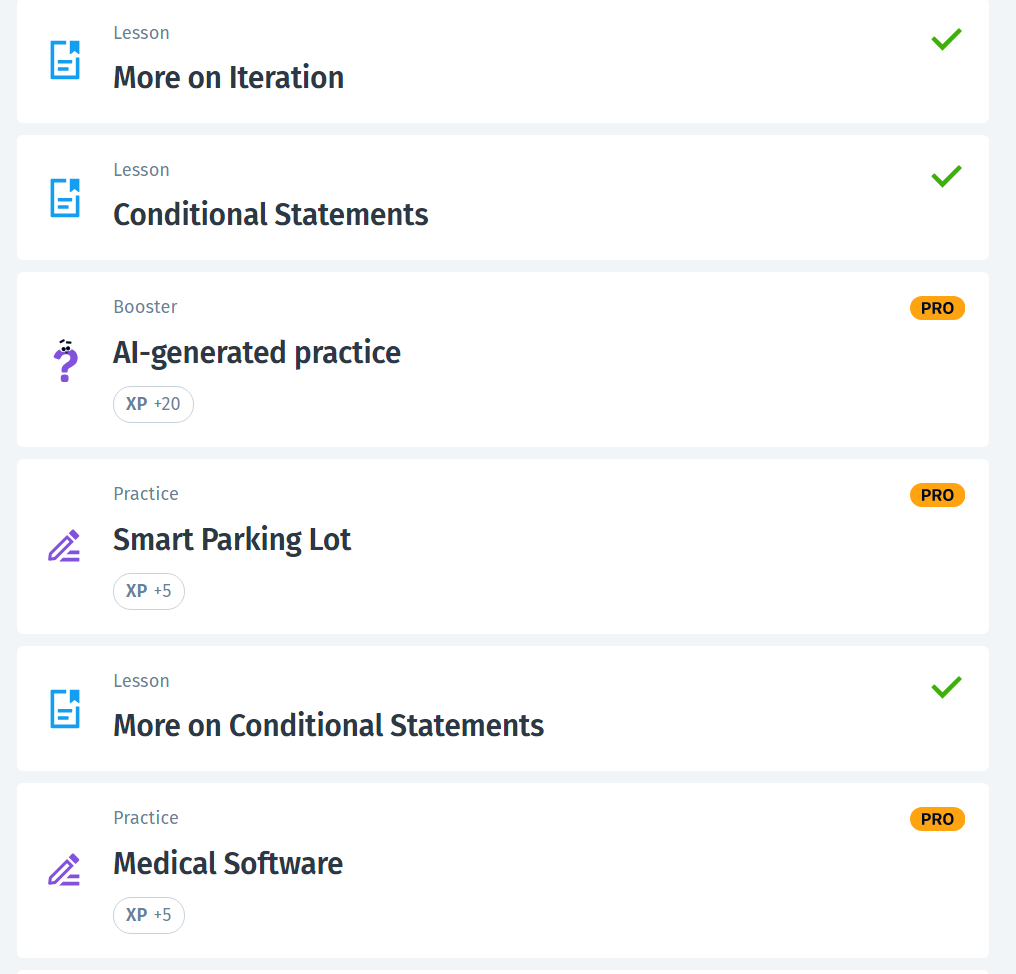 Lesson
More on Iteration
Lesson
Conditional Statements
Booster
PRO
AI-generated practice
XP +20
Practice
PRO
Smart Parking Lot
XP +5
Lesson
More on Conditional Statements
Practice
PRO
Medical Software
XP +5